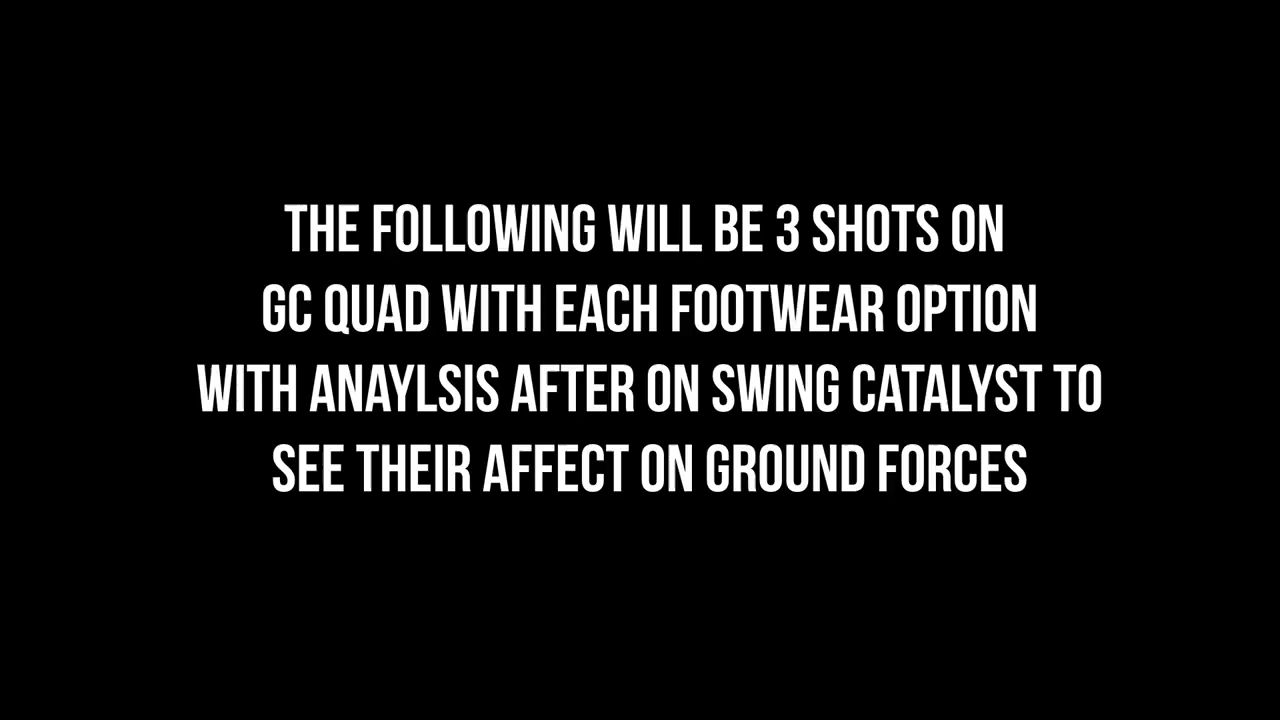 THE FOLLOWING WILL BE 3 SHOTS ON
GC QUAD WITH EACH FOOTWEAR OPTION
WITH ANAYLSIS AFTER ON SWING CATALYST TO
SEE THEIR AFFECT ON GROUND FORCES